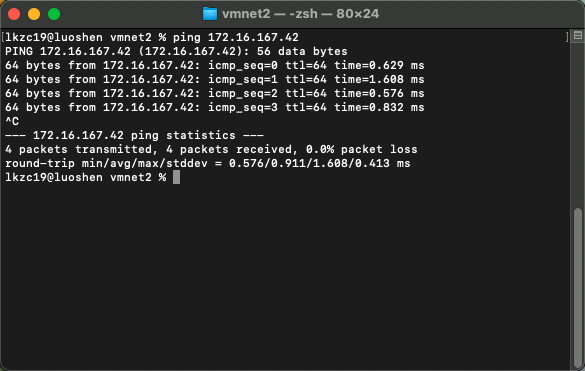 vmnet2 — -zsh — 80×24
[lkzc19@luoshen vmnet2 % ping 172.16.167.42 ]
PING 172.16.167.42 (172.16.167.42): 56 data bytes
64 bytes from 172.16.167.42: icmp_seq=0 ttl=64 time=0.629 ms
64 bytes from 172.16.167.42: icmp_seq=1 ttl=64 time=1.608 ms
64 bytes from 172.16.167.42: icmp_seq=2 ttl=64 time=0.576 ms
64 bytes from 172.16.167.42: icmp_seq=3 ttl=64 time=0.832 ms
^C
--- 172.16.167.42 ping statistics ---
4 packets transmitted, 4 packets received, 0.0% packet loss
round-trip min/avg/max/stddev = 0.576/0.911/1.608/0.413 ms
lkzc19@luoshen vmnet2 %